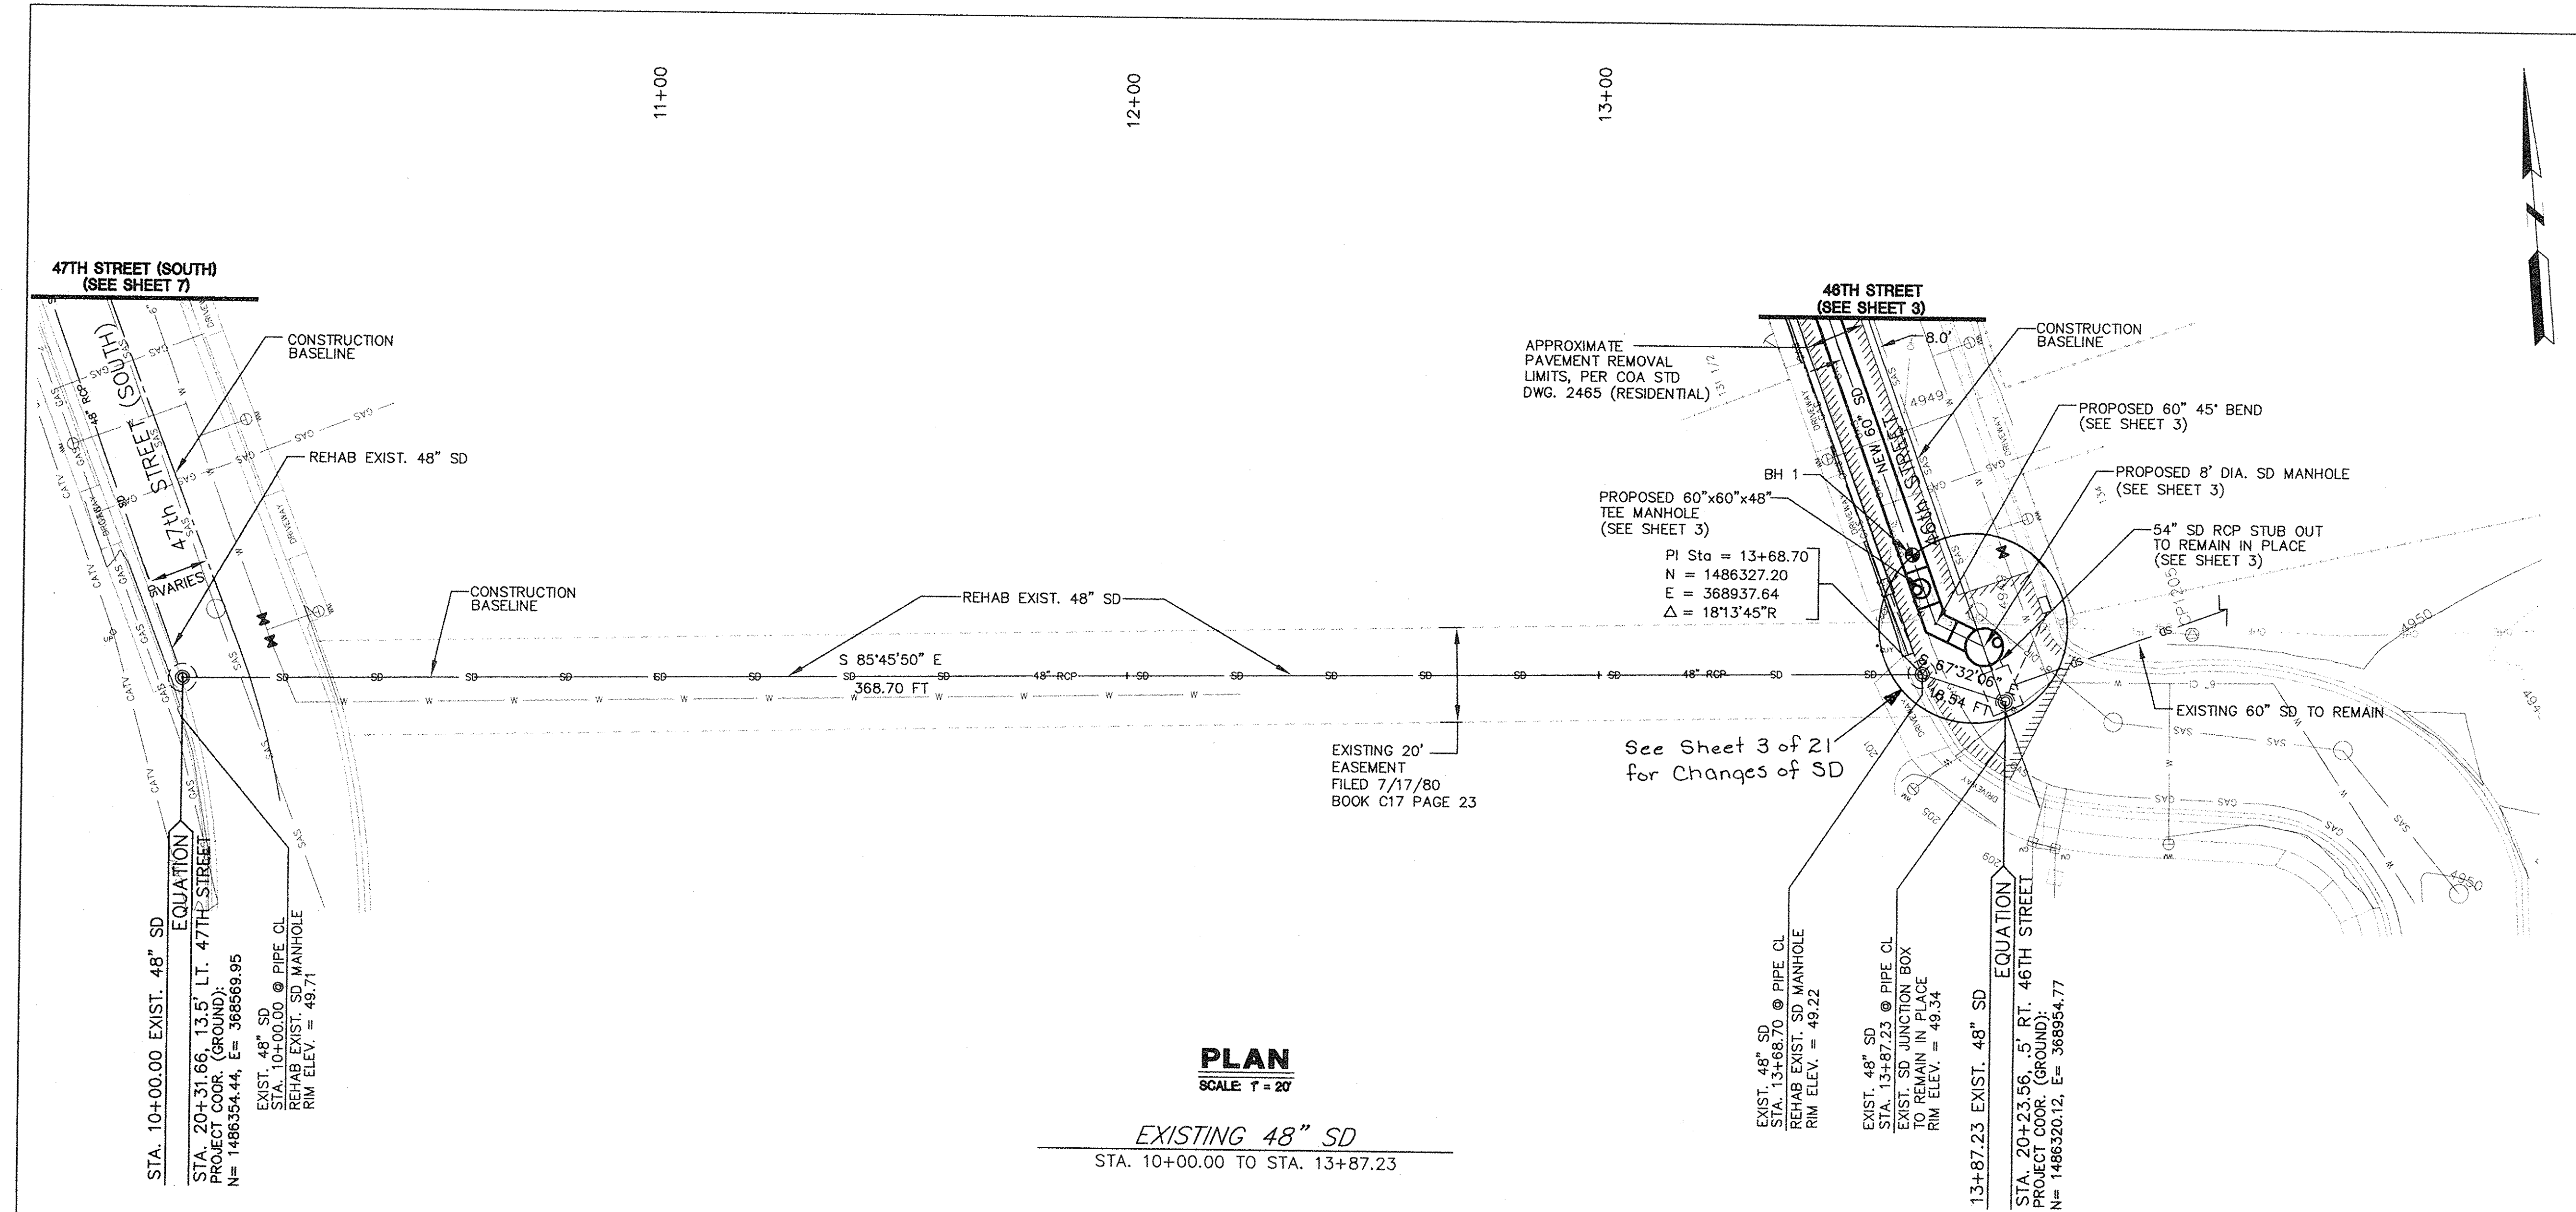 11+00
12+00
13+00
47TH STREET (SOUTH)
(SEE SHEET 7)
CONSTRUCTION
BASELINE
REHAB EXIST. 48" SD
47th STREET (SOUTH)
48" RCP
VARIES
CONSTRUCTION
BASELINE
REHAB EXIST. 48" SD
S 85°45'50" E
368.70 FT
48" RCP
48" RCP
EXISTING 20'
EASEMENT
FILED 7/17/80
BOOK C17 PAGE 23
46TH STREET
(SEE SHEET 3)
APPROXIMATE
PAVEMENT REMOVAL
LIMITS, PER COA STD
DWG. 2465 (RESIDENTIAL)
131 1/2
8.0'
CONSTRUCTION
BASELINE
NEW 60" SD
46th STREET
4949
PROPOSED 60" 45° BEND
(SEE SHEET 3)
BH 1
PROPOSED 60"x60"x48"
TEE MANHOLE
(SEE SHEET 3)
PROPOSED 8' DIA. SD MANHOLE
(SEE SHEET 3)
54" SD RCP STUB OUT
TO REMAIN IN PLACE
(SEE SHEET 3)
PI Sta = 13+68.70
N = 1486327.20
E = 368937.64
Δ = 18°13'45"R
S 67°32'06"
18.54 FT
EXISTING 60" SD TO REMAIN
4950
4950
201
205
209
See Sheet 3 of 21
for Changes of SD
STA. 10+00.00 EXIST. 48" SD
EQUATION
STA. 20+31.66, 13.5' LT. 47TH STREET
PROJECT COOR. (GROUND):
N= 1486354.44, E= 368569.95
EXIST. 48" SD
STA. 10+00.00 @ PIPE CL
REHAB EXIST. SD MANHOLE
RIM ELEV. = 49.71
EXIST. 48" SD
STA. 13+68.70 @ PIPE CL
REHAB EXIST. SD MANHOLE
RIM ELEV. = 49.22
EXIST. 48" SD
STA. 13+87.23 @ PIPE CL
EXIST. SD JUNCTION BOX
TO REMAIN IN PLACE
RIM ELEV. = 49.34
13+87.23 EXIST. 48" SD
EQUATION
STA. 20+23.56, .5' RT. 46TH STREET
PROJECT COOR. (GROUND):
N= 1486320.12, E= 368954.77
PLAN
SCALE: 1" = 20'
EXISTING 48" SD
STA. 10+00.00 TO STA. 13+87.23